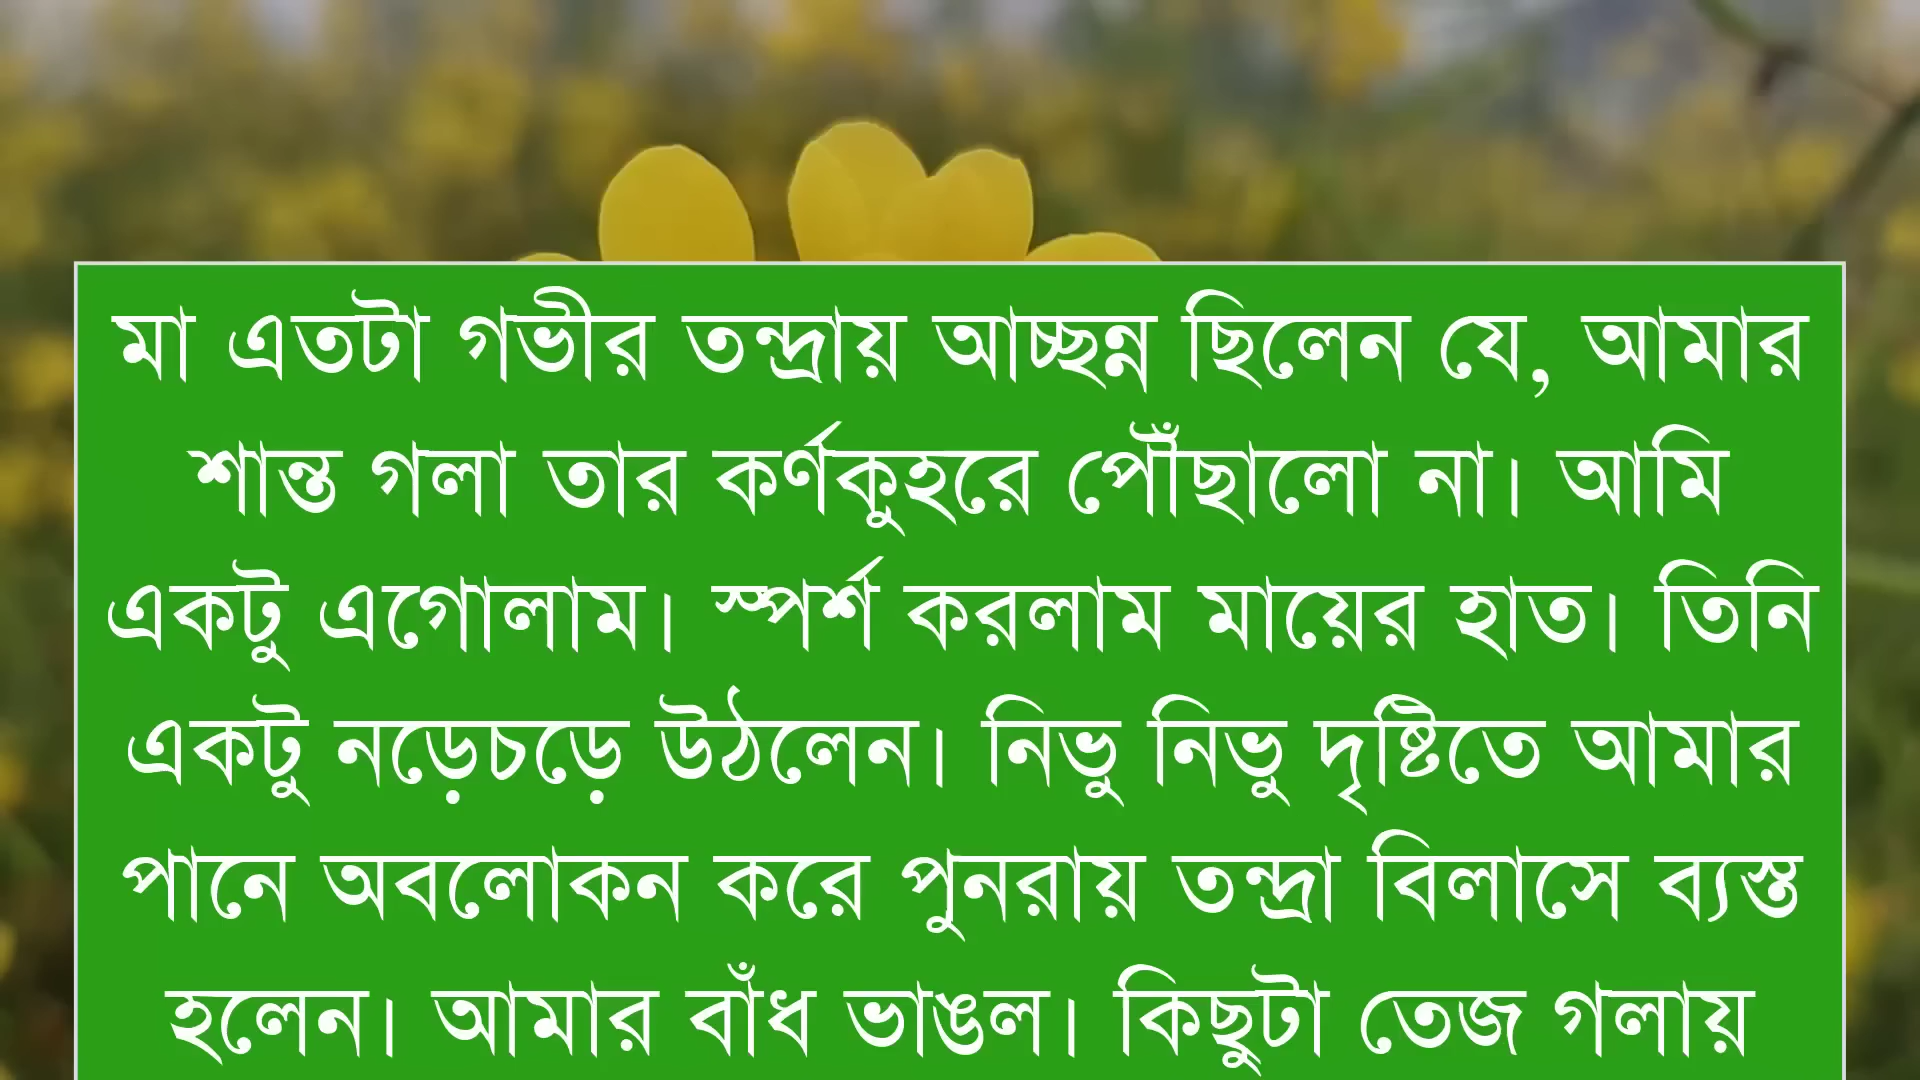 মা এতটা গভীর তন্দ্রায় আচ্ছন্ন ছিলেন যে, আমার
শান্ত গলা তার কর্ণকুহরে পৌঁছালো না। আমি
একটু এগোলাম। স্পর্শ করলাম মায়ের হাত। তিনি
একটু নড়েচড়ে উঠলেন। নিভু নিভু দৃষ্টিতে আমার
পানে অবলোকন করে পুনরায় তন্দ্রা বিলাসে ব্যস্ত
হলেন। আমার বাঁধ ভাঙল। কিছুটা তেজ গলায়